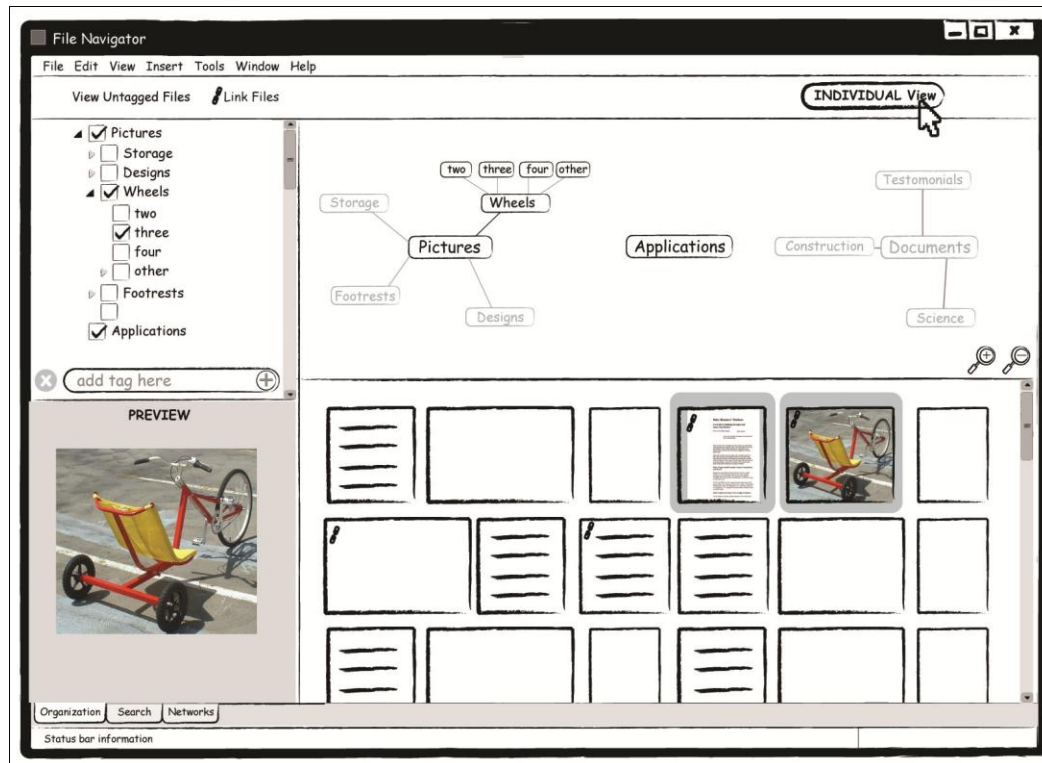 File Navigator
File Edit View Insert Tools Window Help
View Untagged Files Link Files
INDIVIDUAL View
Pictures
Storage
Designs
Wheels
two
three
four
other
Footrests
Applications
add tag here
two three four other
Storage
Wheels
Pictures
Footrests
Designs
Applications
Testomonials
Construction
Documents
Science
PREVIEW
Organization Search Networks
Status bar information